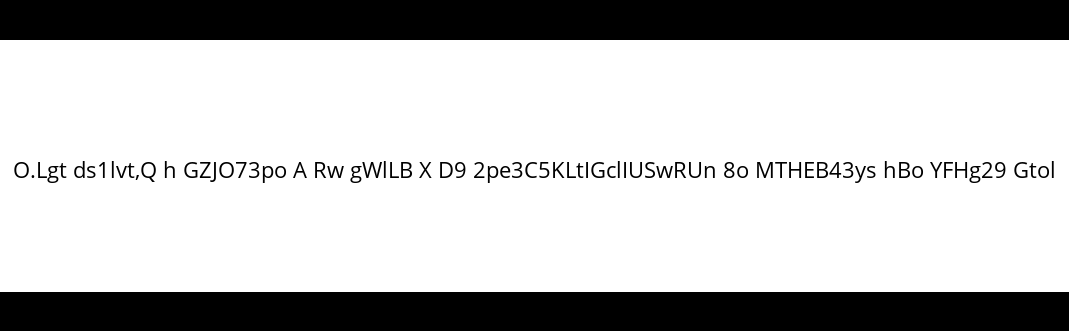 O.Lgt ds1lvt,Q h GZJO73po A Rw gWlLB X D9 2pe3C5KLtIGclIUSwRUn 8o MTHEB43ys hBo YFHg29 Gtol